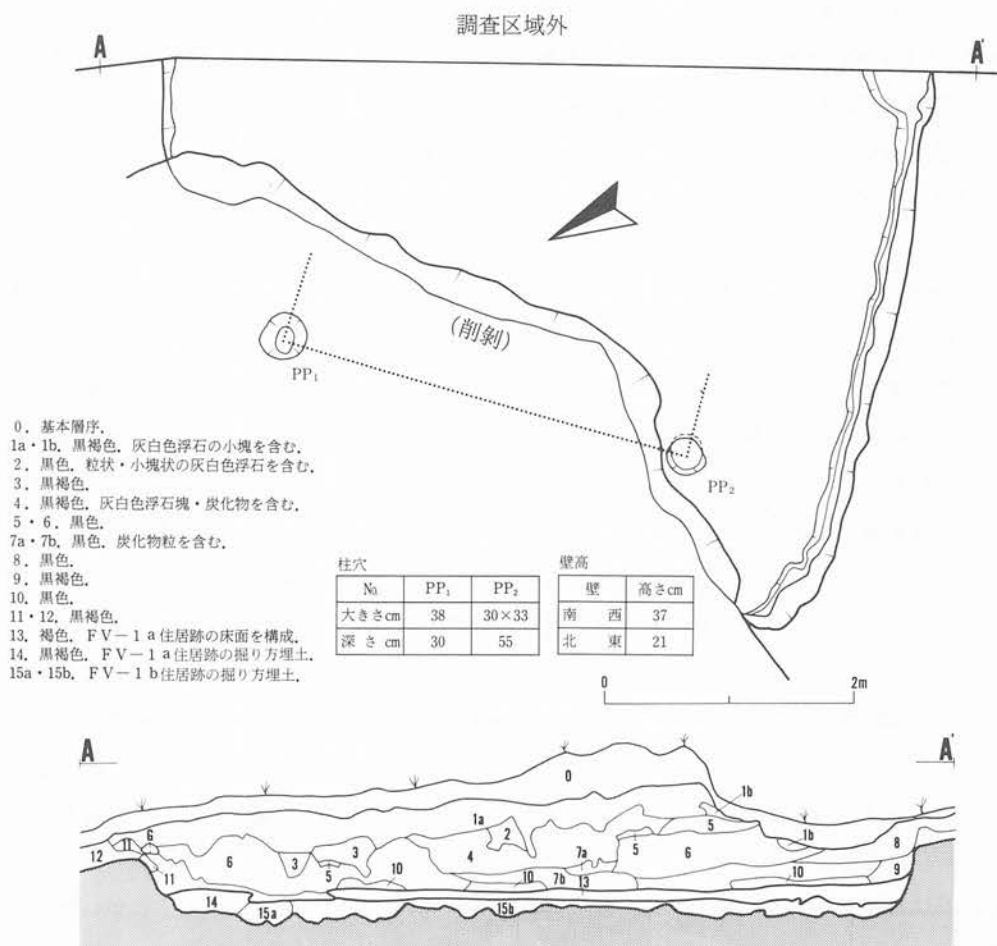 調査区域外
A A'
(削剝)
PP₁
PP₂
0. 基本層序.
1a・1b. 黒褐色. 灰白色浮石の小塊を含む.
2. 黒色. 粒状・小塊状の灰白色浮石を含む.
3. 黒褐色.
4. 黒褐色. 灰白色浮石塊・炭化物を含む.
5・6. 黒色.
7a・7b. 黒色. 炭化物粒を含む.
8. 黒色.
9. 黒褐色.
10. 黒色.
11・12. 黒褐色.
13. 褐色. FV-1a住居跡の床面を構成.
14. 黒褐色. FV-1a住居跡の掘り方埋土.
15a・15b. FV-1b住居跡の掘り方埋土.
柱穴
No. PP₁ PP₂
大きさcm 38 30×33
深さcm 30 55
壁高
壁 高さcm
南西 37
北東 21
0 2m
A A'
0
1b
1a 2 5 1b 8
6 11 12 6 3 3 5 10 4 7a 5 6 9
11 10 7b 13 10
14 15a 15b